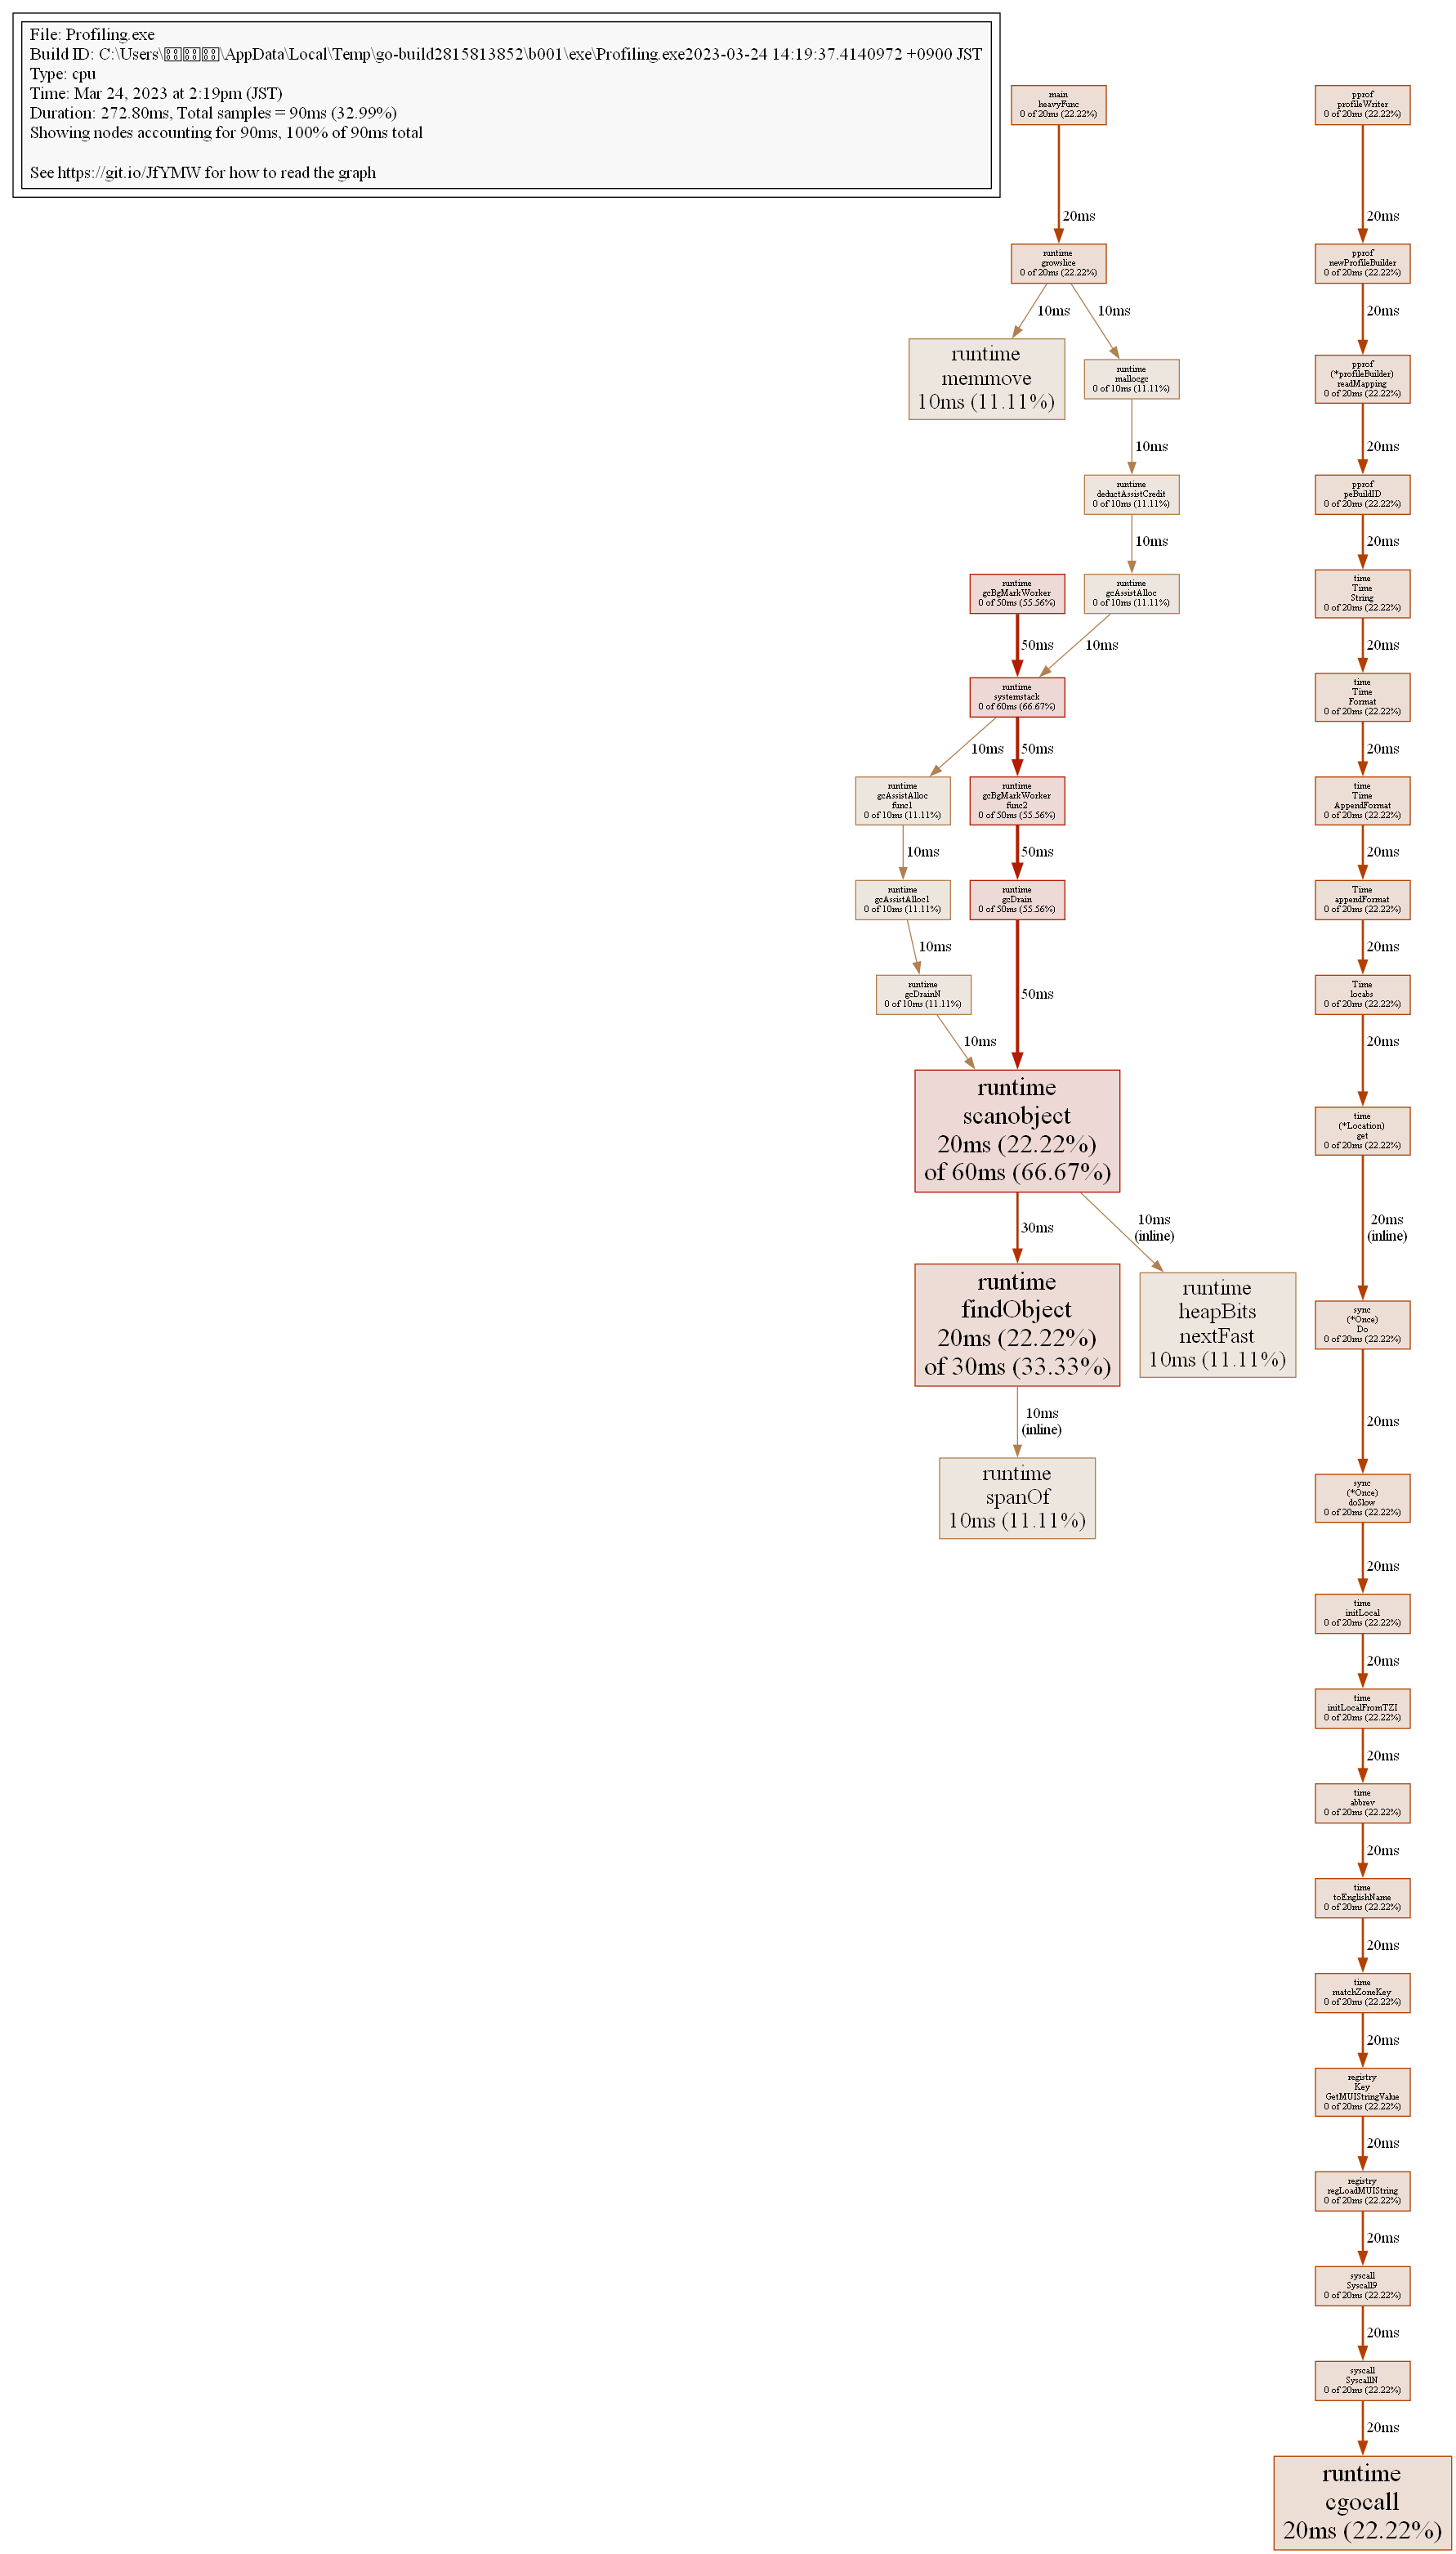 File: Profiling.exe
Build ID: C:\Users\\AppData\Local\Temp\go-build2815813852\b001\exe\Profiling.exe2023-03-24 14:19:37.4140972 +0900 JST
Type: cpu
Time: Mar 24, 2023 at 2:19pm (JST)
Duration: 272.80ms, Total samples = 90ms (32.99%)
Showing nodes accounting for 90ms, 100% of 90ms total
See https://git.io/JfYMW for how to read the graph
main
heavyFunc
0 of 20ms (22.22%)
20ms
runtime
growslice
0 of 20ms (22.22%)
10ms
10ms
runtime
memmove
10ms (11.11%)
runtime
mallocgc
0 of 10ms (11.11%)
10ms
runtime
deductAssistCredit
0 of 10ms (11.11%)
10ms
runtime
gcBgMarkWorker
0 of 50ms (55.56%)
runtime
gcAssistAlloc
0 of 10ms (11.11%)
50ms
10ms
runtime
systemstack
0 of 60ms (66.67%)
10ms
50ms
runtime
gcAssistAlloc
func1
0 of 10ms (11.11%)
runtime
gcBgMarkWorker
func2
0 of 50ms (55.56%)
10ms
50ms
runtime
gcAssistAlloc1
0 of 10ms (11.11%)
runtime
gcDrain
0 of 50ms (55.56%)
10ms
runtime
gcDrainN
0 of 10ms (11.11%)
50ms
10ms
runtime
scanobject
20ms (22.22%)
of 60ms (66.67%)
30ms
10ms
(inline)
runtime
findObject
20ms (22.22%)
of 30ms (33.33%)
runtime
heapBits
nextFast
10ms (11.11%)
10ms
(inline)
runtime
spanOf
10ms (11.11%)
pprof
profileWriter
0 of 20ms (22.22%)
20ms
pprof
newProfileBuilder
0 of 20ms (22.22%)
20ms
pprof
(*profileBuilder)
readMapping
0 of 20ms (22.22%)
20ms
pprof
peBuildID
0 of 20ms (22.22%)
20ms
time
Time
String
0 of 20ms (22.22%)
20ms
time
Time
Format
0 of 20ms (22.22%)
20ms
time
Time
AppendFormat
0 of 20ms (22.22%)
20ms
Time
appendFormat
0 of 20ms (22.22%)
20ms
Time
locabs
0 of 20ms (22.22%)
20ms
time
(*Location)
get
0 of 20ms (22.22%)
20ms
(inline)
sync
(*Once)
Do
0 of 20ms (22.22%)
20ms
sync
(*Once)
doSlow
0 of 20ms (22.22%)
20ms
time
initLocal
0 of 20ms (22.22%)
20ms
time
initLocalFromTZI
0 of 20ms (22.22%)
20ms
time
abbrev
0 of 20ms (22.22%)
20ms
time
toEnglishName
0 of 20ms (22.22%)
20ms
time
matchZoneKey
0 of 20ms (22.22%)
20ms
registry
Key
GetMUIStringValue
0 of 20ms (22.22%)
20ms
registry
regLoadMUIString
0 of 20ms (22.22%)
20ms
syscall
Syscall9
0 of 20ms (22.22%)
20ms
syscall
SyscallN
0 of 20ms (22.22%)
20ms
runtime
cgocall
20ms (22.22%)